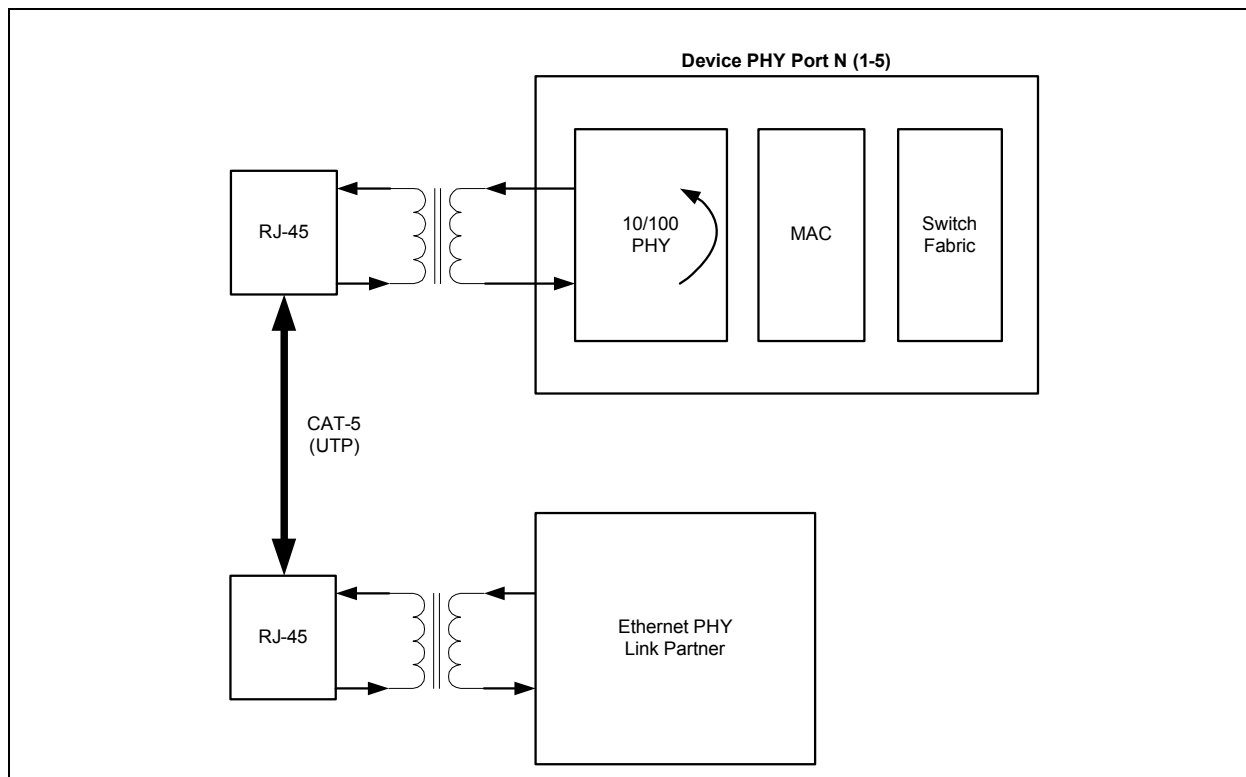 Device PHY Port N (1-5)
RJ-45
10/100
PHY
MAC
Switch
Fabric
CAT-5
(UTP)
RJ-45
Ethernet PHY
Link Partner